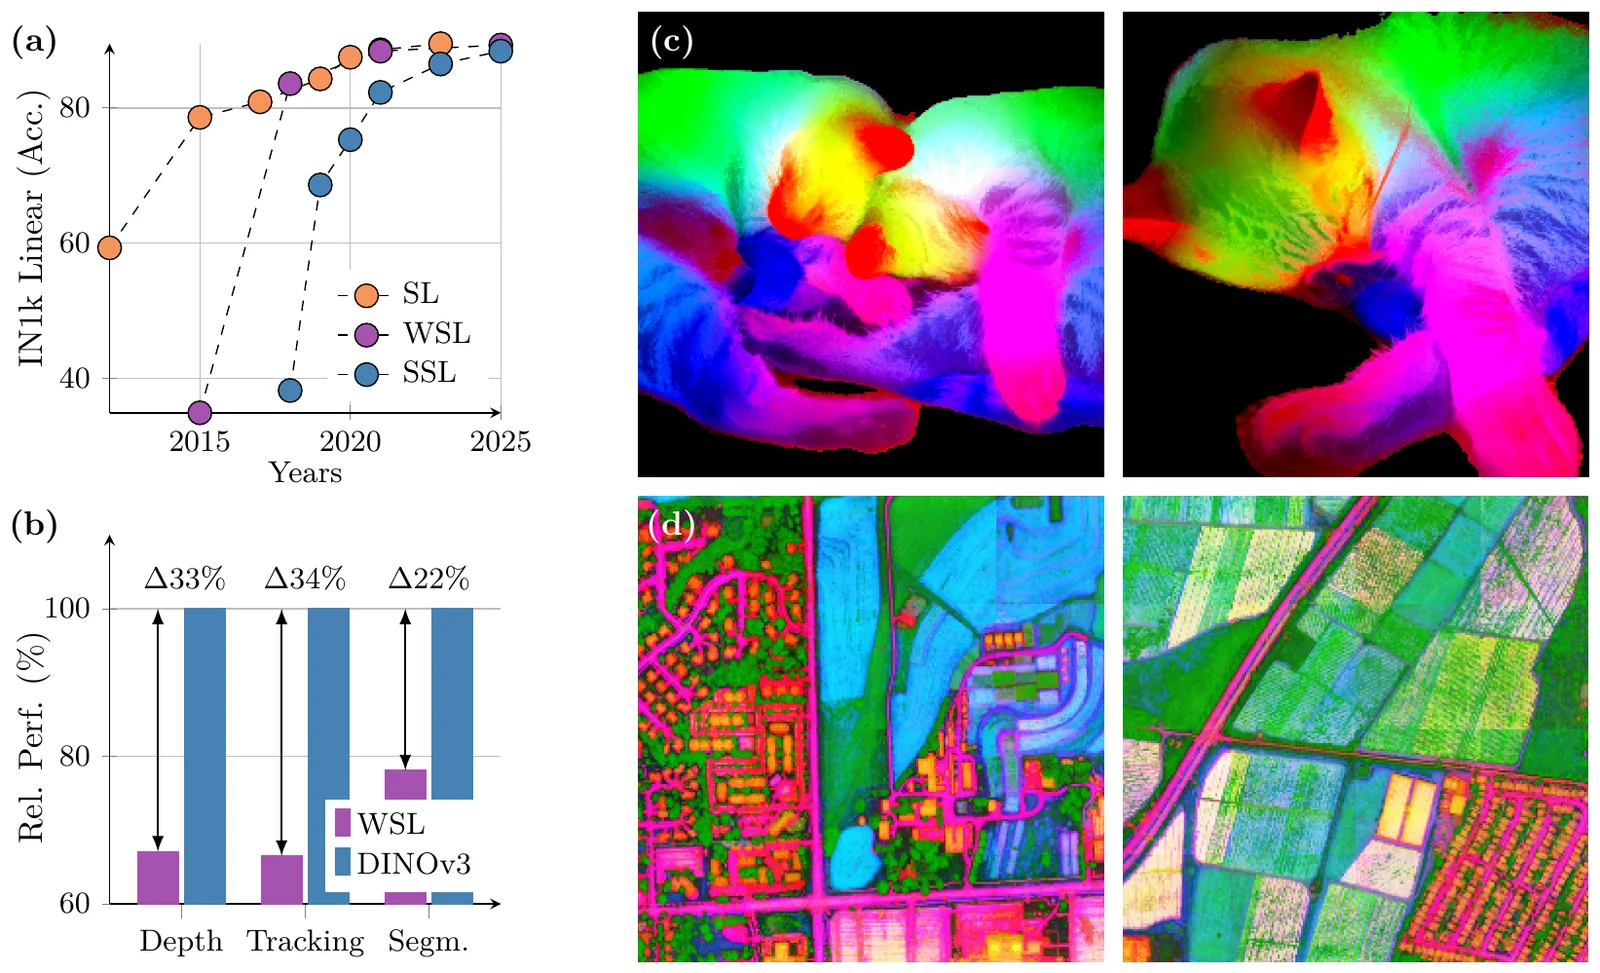 (a)
IN1k Linear (Acc.)
80
60
40
SL
WSL
SSL
2015 2020 2025
Years
(b)
Rel. Perf. (%)
Δ33% Δ34% Δ22%
100
80
60
WSL
DINOv3
Depth Tracking Segm.
(c)
(d)